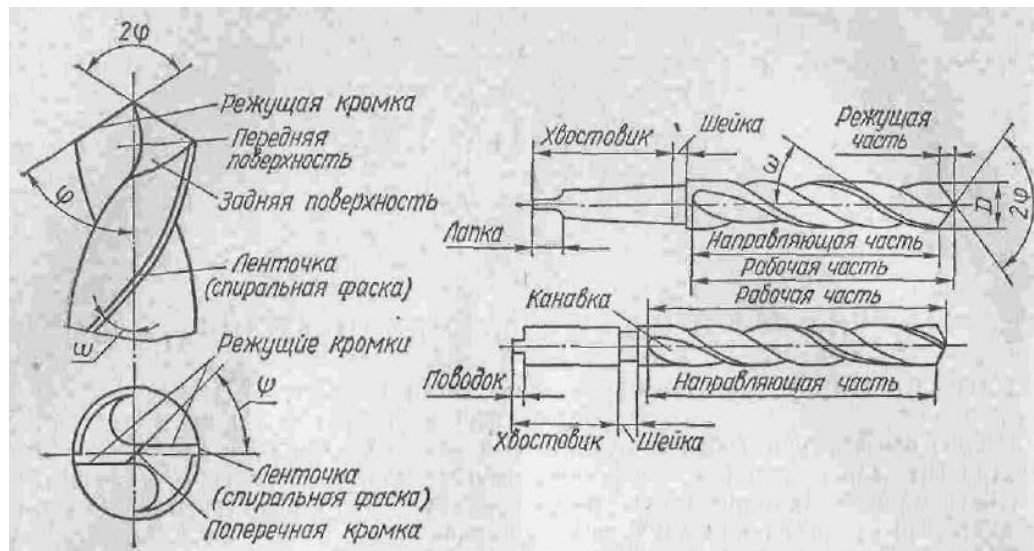 2φ
Режущая кромка
Передняя
поверхность
φ
Задняя поверхность
Ленточка
(спиральная фаска)
ω
Режущие кромки
ψ
Ленточка
(спиральная фаска)
Поперечная кромка
Хвостовик
Шейка
Режущая
часть
ω
D
2φ
Лапка
Направляющая часть
Рабочая часть
Рабочая часть
Канавка
Поводок
Направляющая часть
Хвостовик
Шейка